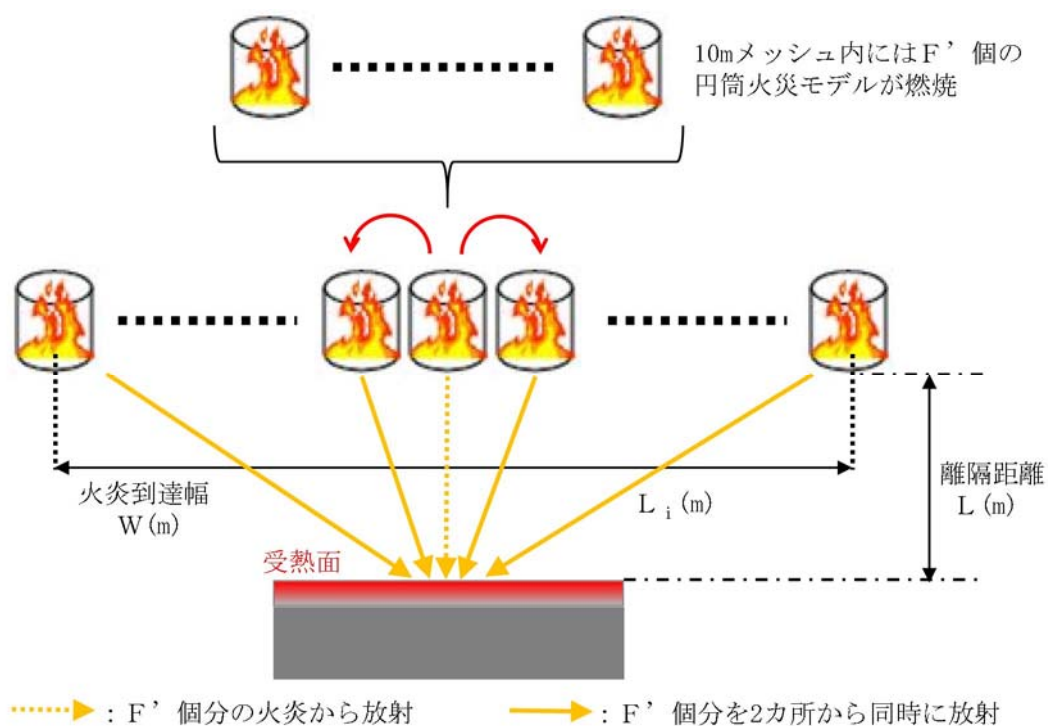 10mメッシュ内にはF’個の
円筒火災モデルが燃焼
火炎到達幅
W(m)
Lᵢ(m)
離隔距離
L(m)
受熱面
：F’個分の火炎から放射
：F’個分を2カ所から同時に放射